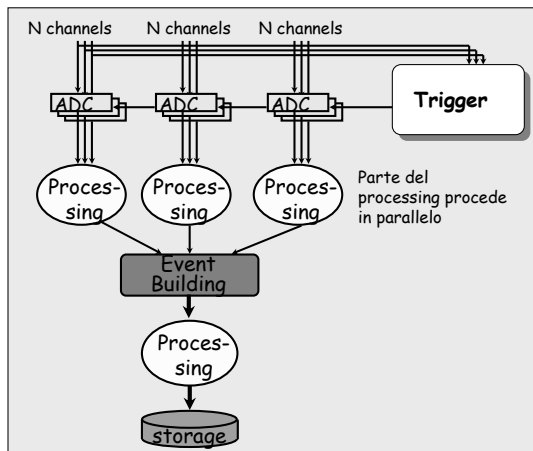 N channels N channels N channels
ADC ADC ADC Trigger
Proces-
sing
Proces-
sing
Proces-
sing
Parte del
processing procede
in parallelo
Event
Building
Proces-
sing
storage